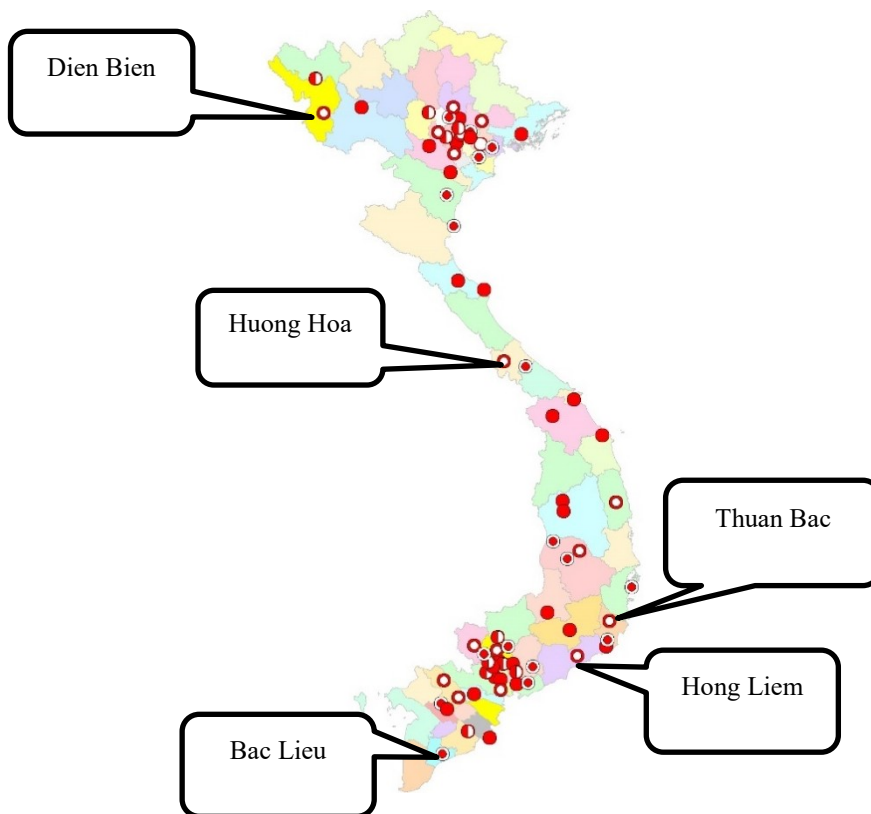 Dien Bien
Huong Hoa
Thuan Bac
Hong Liem
Bac Lieu